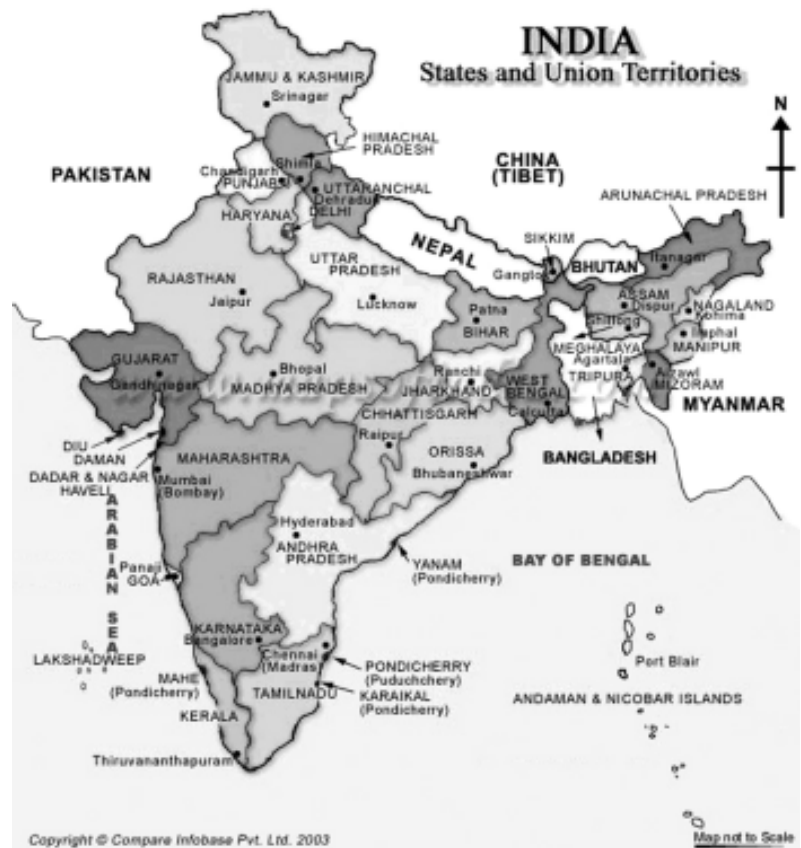 INDIA
States and Union Territories
N
JAMMU & KASHMIR
Srinagar
HIMACHAL
PRADESH
PAKISTAN
CHINA
(TIBET)
Chandigarh
Shimla
PUNJAB
UTTARANCHAL
Dehradun
ARUNACHAL PRADESH
HARYANA
DELHI
NEPAL
SIKKIM
Gangtok
BHUTAN
Itanagar
RAJASTHAN
Jaipur
UTTAR
PRADESH
Lucknow
Patna
BIHAR
ASSAM
Dispur
NAGALAND
Kohima
Shillong
Imphal
MEGHALAYA
MANIPUR
GUJARAT
Gandhinagar
Bhopal
MADHYA PRADESH
Ranchi
JHARKHAND
WEST
BENGAL
Calcutta
Agartala
TRIPURA
Aizawl
MIZORAM
MYANMAR
CHHATTISGARH
Raipur
DIU
DAMAN
DADAR & NAGAR
HAVELI
MAHARASHTRA
Mumbai
(Bombay)
ORISSA
Bhubaneshwar
BANGLADESH
ARABIAN SEA
Hyderabad
ANDHRA
PRADESH
YANAM
(Pondicherry)
BAY OF BENGAL
Panaji
GOA
KARNATAKA
Bangalore
Chennai
(Madras)
LAKSHADWEEP
MAHE
(Pondicherry)
PONDICHERRY
(Puduchchery)
Port Blair
TAMILNADU
KARAIKAL
(Pondicherry)
ANDAMAN & NICOBAR ISLANDS
KERALA
Thiruvananthapuram
Copyright © Compare Infobase Pvt. Ltd. 2003
Map not to Scale